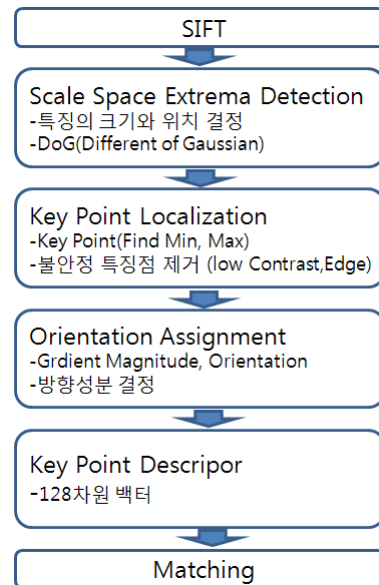 SIFT
Scale Space Extrema Detection
-특징의 크기와 위치 결정
-DoG(Different of Gaussian)
Key Point Localization
-Key Point(Find Min, Max)
-불안정 특징점 제거 (low Contrast,Edge)
Orientation Assignment
-Grdient Magnitude, Orientation
-방향성분 결정
Key Point Descripor
-128차원 백터
Matching